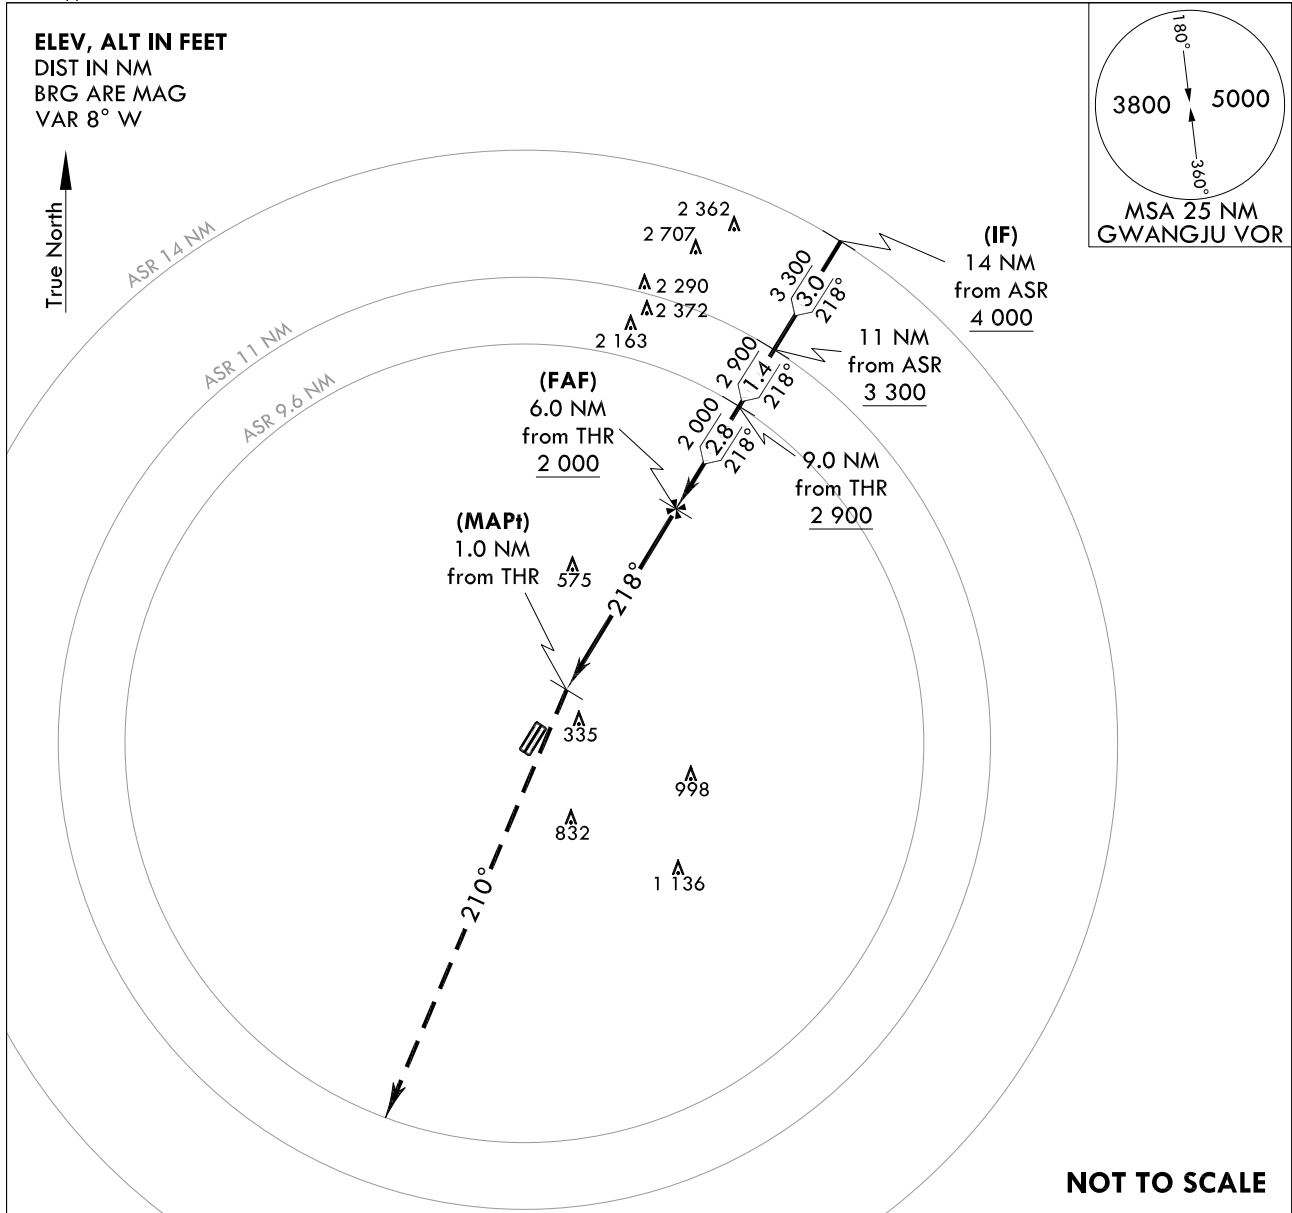 ELEV, ALT IN FEET
DIST IN NM
BRG ARE MAG
VAR 8° W
True North
180°
3800
5000
360°
MSA 25 NM
GWANGJU VOR
ASR 14 NM
ASR 11 NM
ASR 9.6 NM
2 362
2 707
2 290
2 372
2 163
(IF)
14 NM
from ASR
4 000
3 300
3.0
218°
11 NM
from ASR
3 300
2 900
1.4
218°
(FAF)
6.0 NM
from THR
2 000
2 000
2.8
218°
9.0 NM
from THR
2 900
(MAPt)
1.0 NM
from THR
575
218°
335
998
832
1 136
210°
NOT TO SCALE